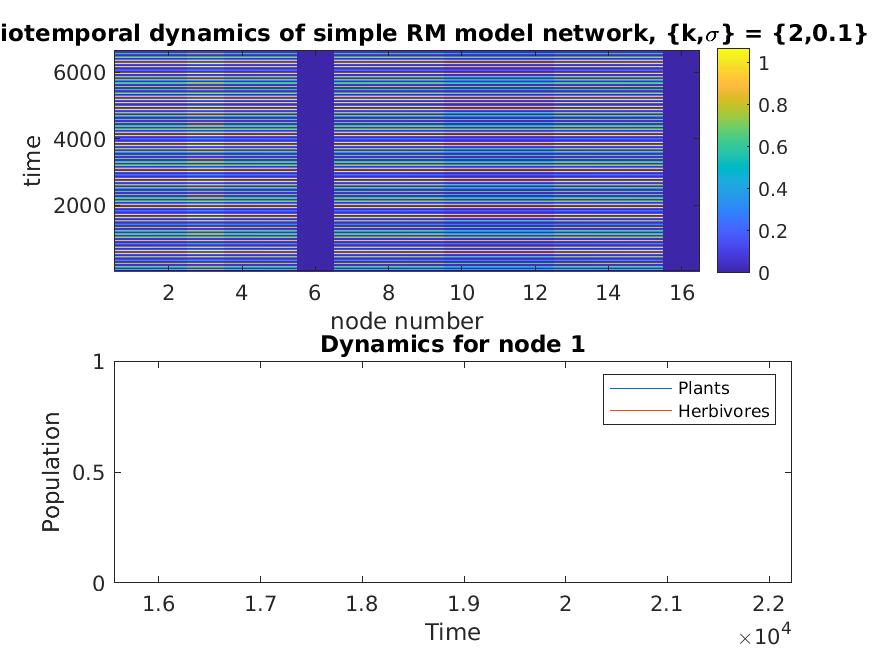 iotemporal dynamics of simple RM model network, {k,σ} = {2,0.1}
6000
4000
2000
time
2 4 6 8 10 12 14 16
node number
1
0.8
0.6
0.4
0.2
0
Dynamics for node 1
1
0.5
0
Population
Plants
Herbivores
1.6 1.7 1.8 1.9 2 2.1 2.2
Time
×10⁴